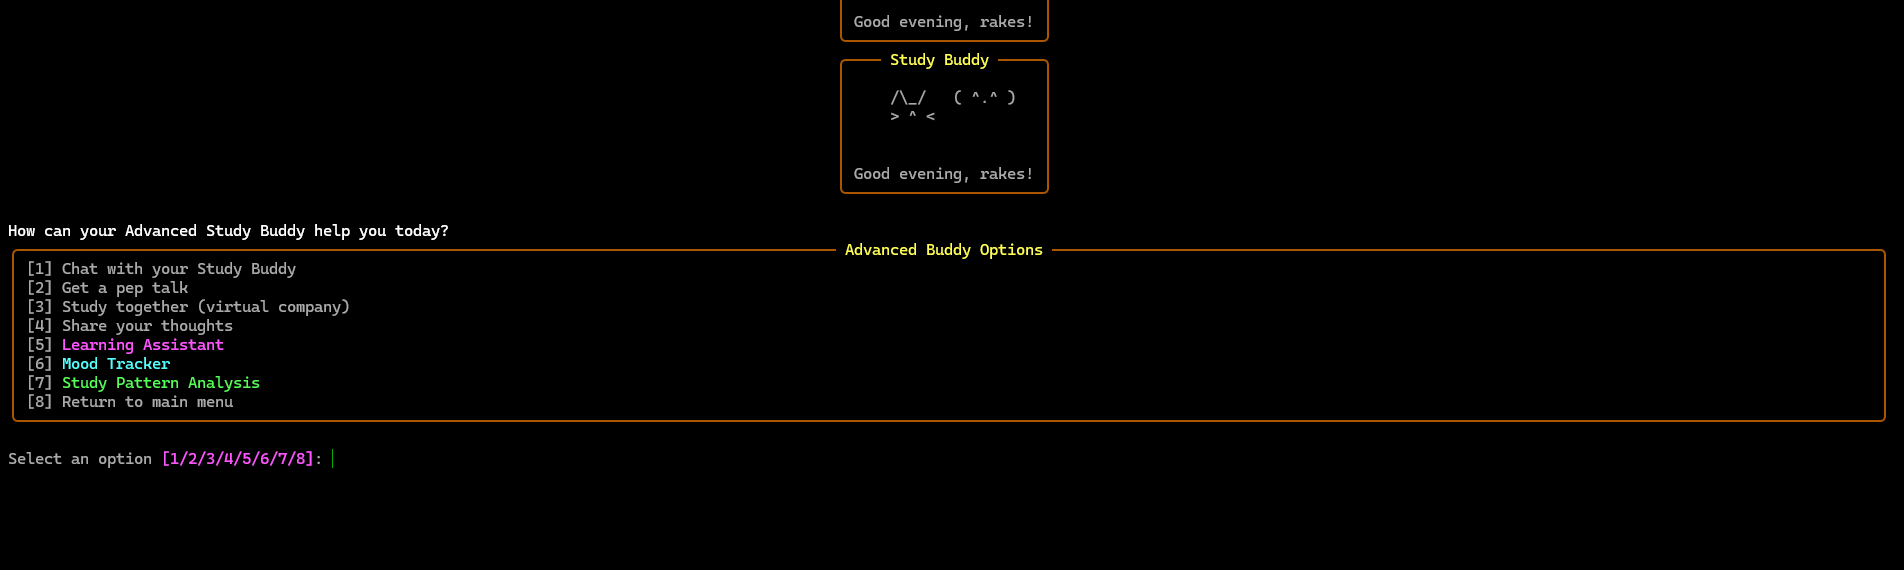 Good evening, rakes!
Study Buddy
/\_/   ( ^.^ )
> ^ <
Good evening, rakes!
How can your Advanced Study Buddy help you today?
Advanced Buddy Options
[1] Chat with your Study Buddy
[2] Get a pep talk
[3] Study together (virtual company)
[4] Share your thoughts
[5] Learning Assistant
[6] Mood Tracker
[7] Study Pattern Analysis
[8] Return to main menu
Select an option [1/2/3/4/5/6/7/8]: